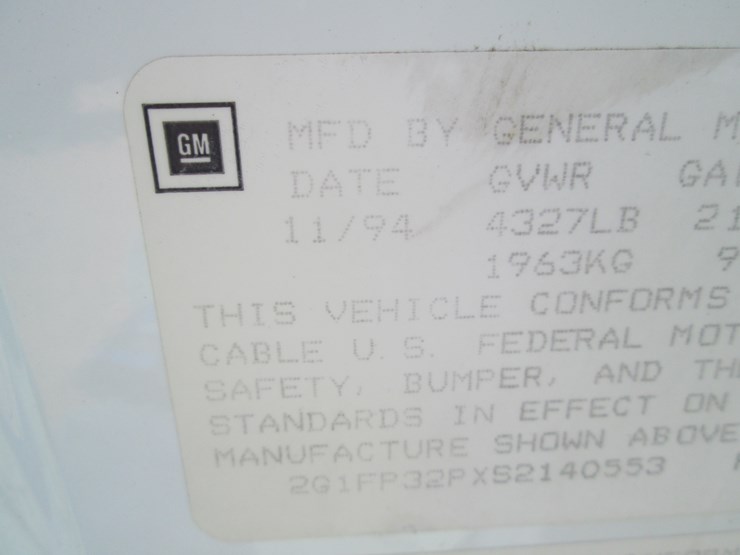 GM
MFD BY GENERAL M
DATE GVWR GA
11/94 4327LB 21
1963KG 9
THIS VEHICLE CONFORMS
CABLE U. S. FEDERAL MOT
SAFETY, BUMPER, AND TH
STANDARDS IN EFFECT ON
MANUFACTURE SHOWN ABOVE
2G1FP32PXS2140553